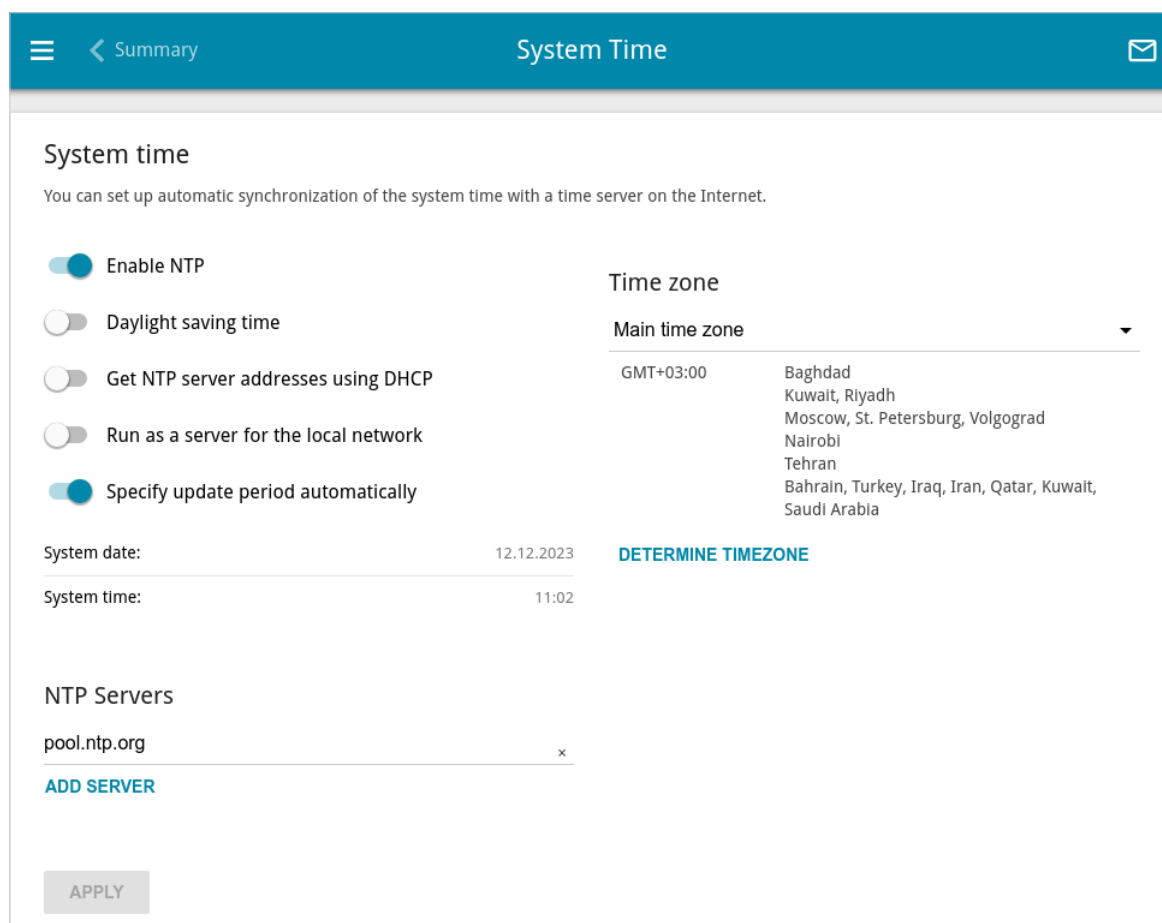 Summary
System Time
System time
You can set up automatic synchronization of the system time with a time server on the Internet.
Enable NTP
Daylight saving time
Get NTP server addresses using DHCP
Run as a server for the local network
Specify update period automatically
System date:
12.12.2023
System time:
11:02
Time zone
Main time zone
GMT+03:00
Baghdad
Kuwait, Riyadh
Moscow, St. Petersburg, Volgograd
Nairobi
Tehran
Bahrain, Turkey, Iraq, Iran, Qatar, Kuwait,
Saudi Arabia
DETERMINE TIMEZONE
NTP Servers
pool.ntp.org
ADD SERVER
APPLY